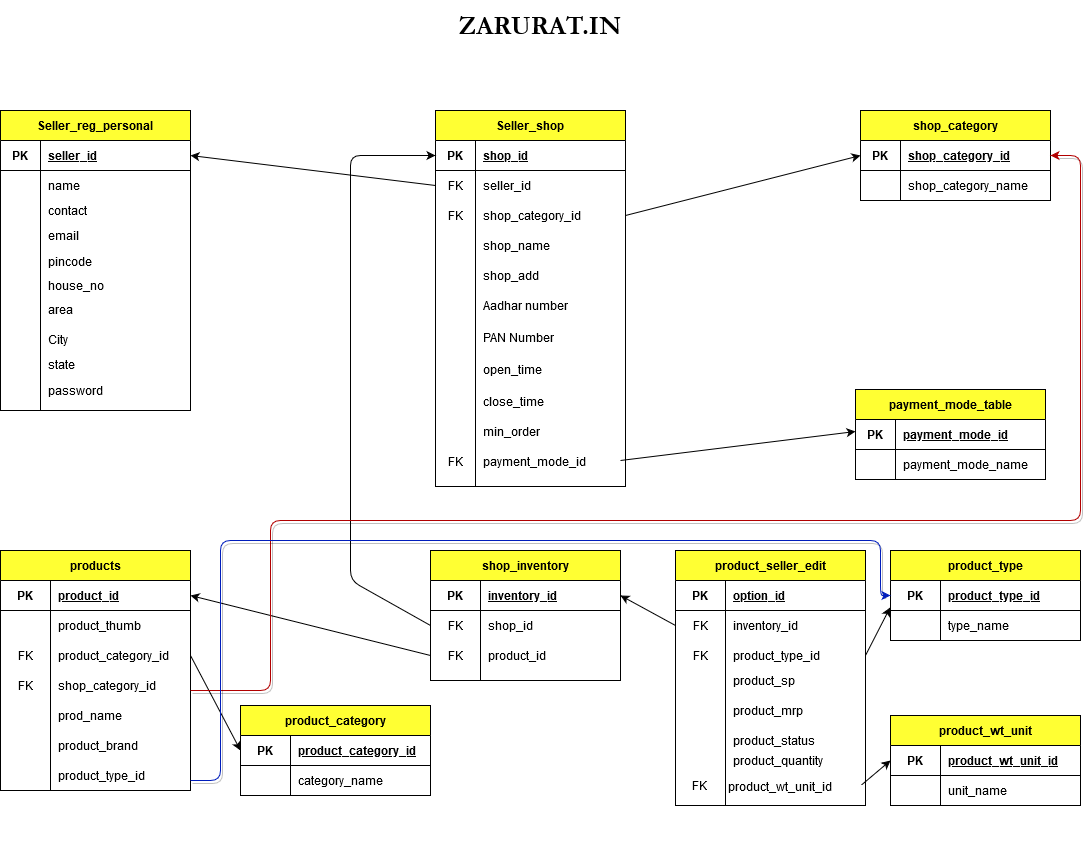 ZARURAT.IN
Seller_reg_personal
PK seller_id
name
contact
email
pincode
house_no
area
City
state
password
Seller_shop
PK shop_id
FK seller_id
FK shop_category_id
shop_name
shop_add
Aadhar number
PAN Number
open_time
close_time
min_order
FK payment_mode_id
shop_category
PK shop_category_id
shop_category_name
payment_mode_table
PK payment_mode_id
payment_mode_name
products
PK product_id
product_thumb
FK product_category_id
FK shop_category_id
prod_name
product_brand
product_type_id
product_category
PK product_category_id
category_name
shop_inventory
PK inventory_id
FK shop_id
FK product_id
product_seller_edit
PK option_id
FK inventory_id
FK product_type_id
product_sp
product_mrp
product_status
product_quantity
FK product_wt_unit_id
product_type
PK product_type_id
type_name
product_wt_unit
PK product_wt_unit_id
unit_name